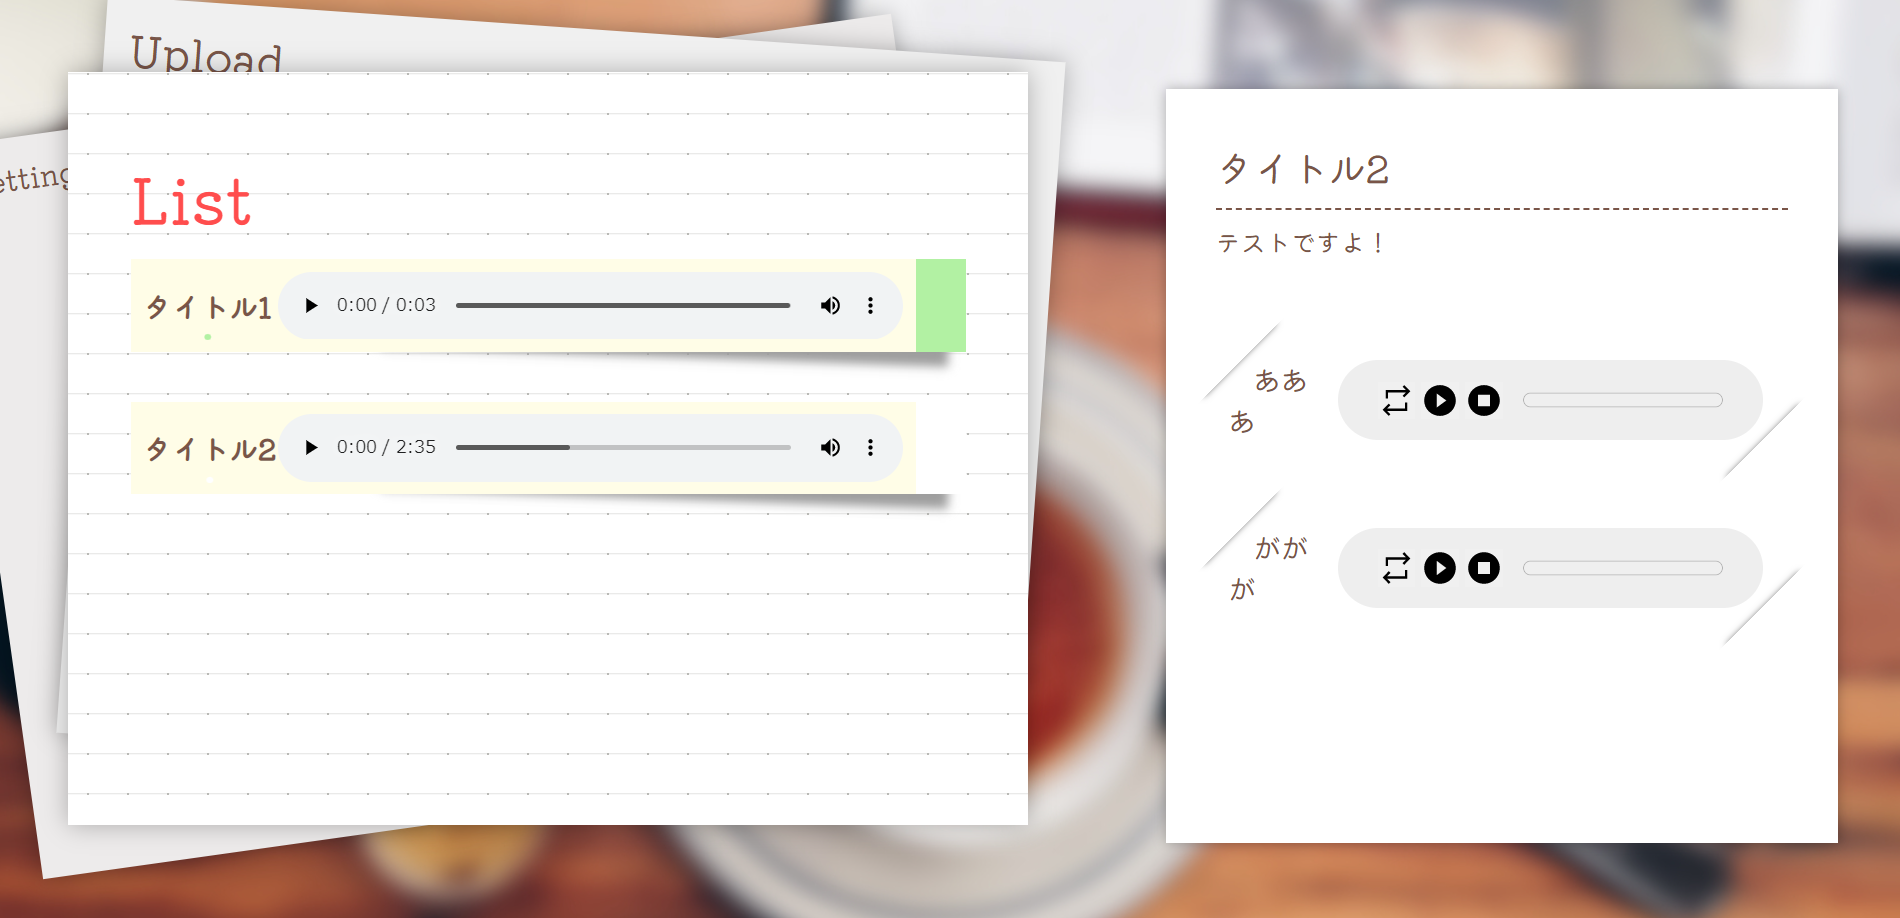 Upload
etting
List
タイトル1
0:00 / 0:03
タイトル2
0:00 / 2:35
タイトル2
テストですよ！
ああ
あ
がが
が